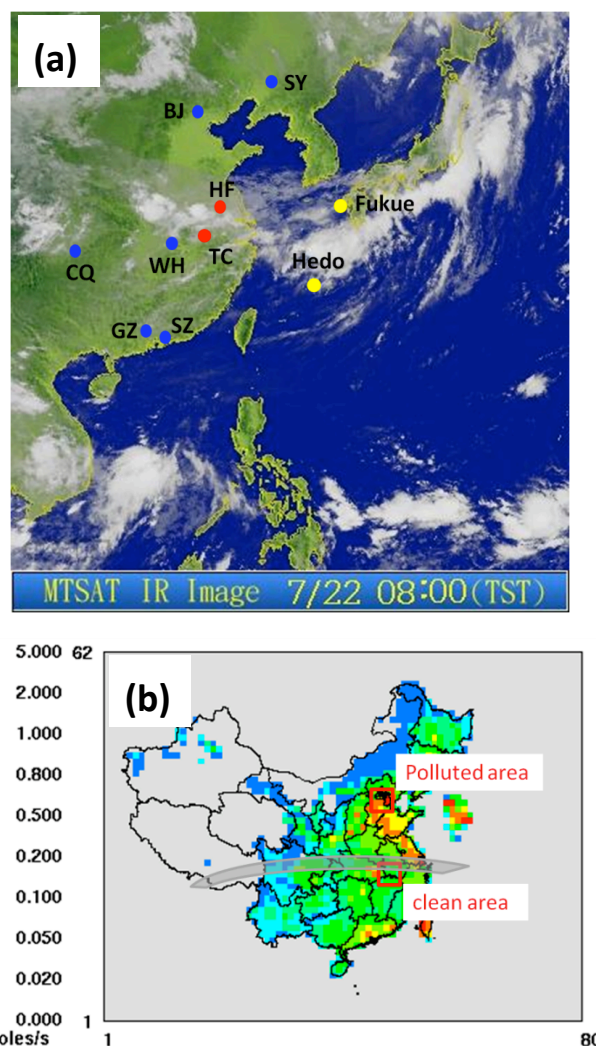 (a)
SY
BJ
HF
Fukue
TC
WH
CQ
Hedo
GZ
SZ
MTSAT IR Image 7/22 08:00(TST)
5.000 62
(b)
2.000
1.000
Polluted area
0.800
0.500
0.200
0.100
clean area
0.050
0.020
0.000 1
oles/s 1 80